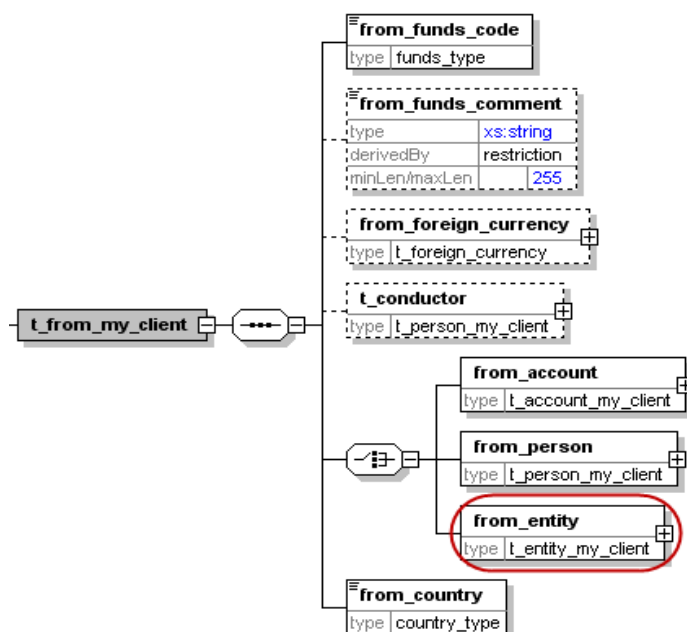 from_funds_code
type funds_type
from_funds_comment
type xs:string
derivedBy restriction
minLen/maxLen 255
from_foreign_currency
type t_foreign_currency
t_conductor
type t_person_my_client
t_from_my_client
from_account
type t_account_my_client
from_person
type t_person_my_client
from_entity
type t_entity_my_client
from_country
type country_type